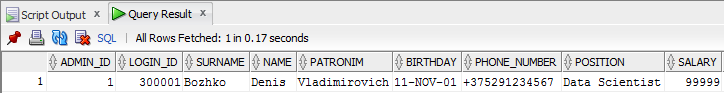 Script Output x Query Result x
SQL | All Rows Fetched: 1 in 0.17 seconds
ADMIN_ID LOGIN_ID SURNAME NAME PATRONIM BIRTHDAY PHONE_NUMBER POSITION SALARY
1 1 300001 Bozhko Denis Vladimirovich 11-NOV-01 +375291234567 Data Scientist 99999